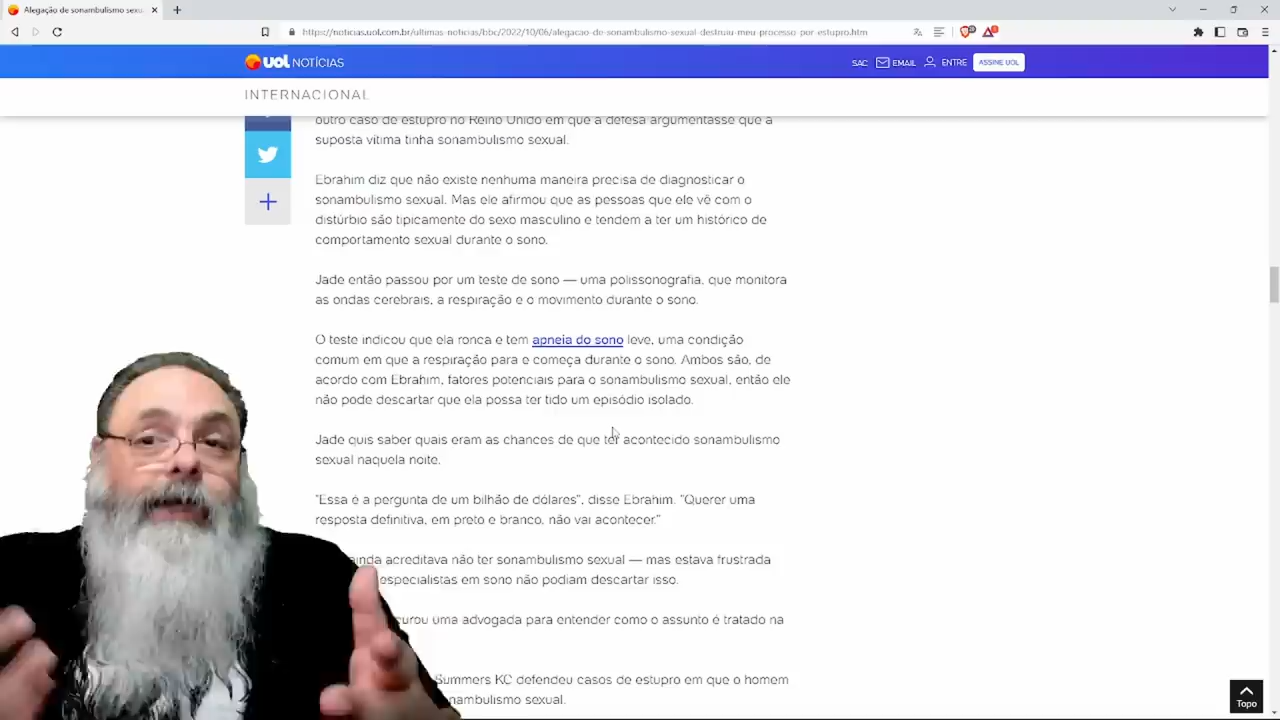 Alegação de sonambulismo sexu
https://noticias.uol.com.br/ultimas-noticias/bbc/2022/10/06/alegacao-de-sonambulismo-sexual-destruiu-meu-processo-por-estupro.htm
UOL NOTÍCIAS
SAC EMAIL ENTRE ASSINE UOL
INTERNACIONAL
outro caso de estupro no Reino Unido em que a defesa argumentasse que a
suposta vítima tinha sonambulismo sexual.
Ebrahim diz que não existe nenhuma maneira precisa de diagnosticar o
sonambulismo sexual. Mas ele afirmou que as pessoas que ele vê com o
distúrbio são tipicamente do sexo masculino e tendem a ter um histórico de
comportamento sexual durante o sono.
Jade então passou por um teste de sono — uma polissonografia, que monitora
as ondas cerebrais, a respiração e o movimento durante o sono.
O teste indicou que ela ronca e tem apneia do sono leve, uma condição
comum em que a respiração para e começa durante o sono. Ambos são, de
acordo com Ebrahim, fatores potenciais para o sonambulismo sexual, então ele
não pode descartar que ela possa ter tido um episódio isolado.
Jade quis saber quais eram as chances de que ter acontecido sonambulismo
sexual naquela noite.
"Essa é a pergunta de um bilhão de dólares", disse Ebrahim. "Querer uma
resposta definitiva, em preto e branco, não vai acontecer."
ainda acreditava não ter sonambulismo sexual — mas estava frustrada
especialistas em sono não podiam descartar isso.
curou uma advogada para entender como o assunto é tratado na
Summers KC defendeu casos de estupro em que o homem
nambulismo sexual.
Topo